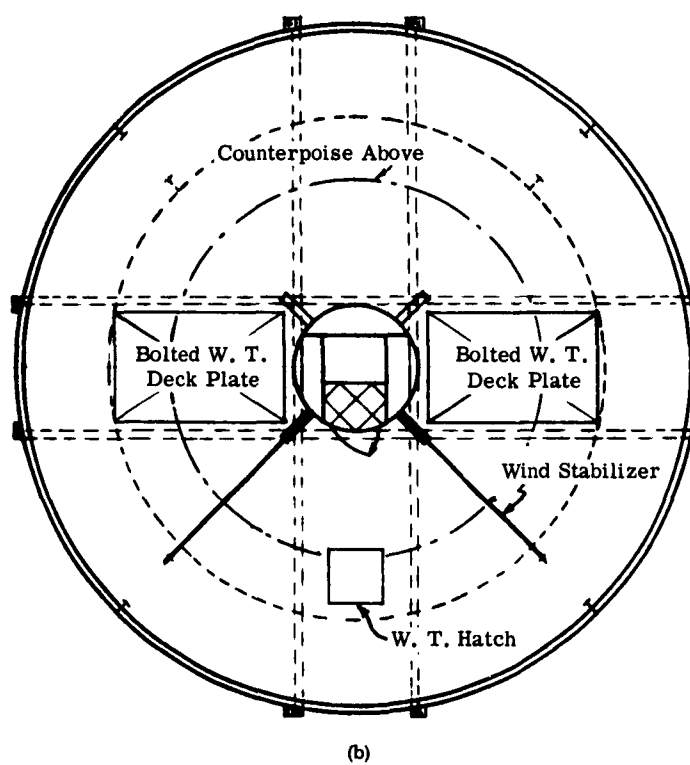 Counterpoise Above
Bolted W. T.
Deck Plate
Bolted W. T.
Deck Plate
Wind Stabilizer
W. T. Hatch
(b)